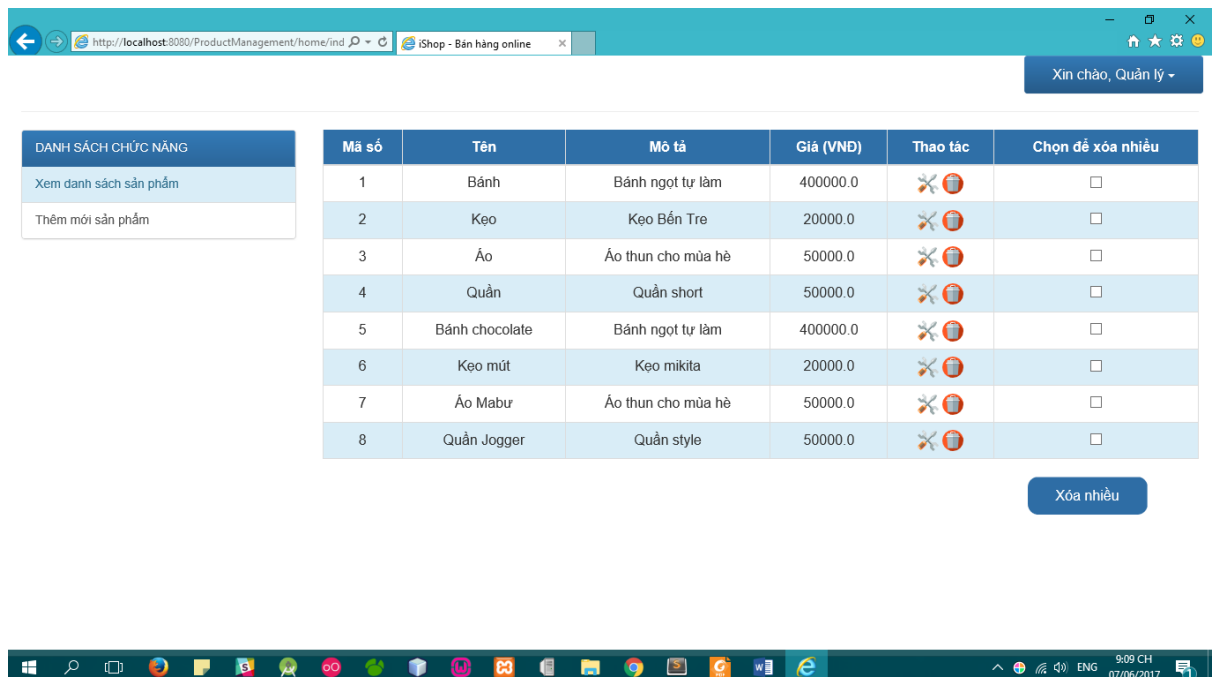 http://localhost:8080/ProductManagement/home/ind
iShop - Bán hàng online
Xin chào, Quản lý
DANH SÁCH CHỨC NĂNG
Xem danh sách sản phẩm
Thêm mới sản phẩm
Mã số Tên Mô tả Giá (VNĐ) Thao tác Chọn để xóa nhiều
1 Bánh Bánh ngọt tự làm 400000.0
2 Kẹo Kẹo Bến Tre 20000.0
3 Áo Áo thun cho mùa hè 50000.0
4 Quần Quần short 50000.0
5 Bánh chocolate Bánh ngọt tự làm 400000.0
6 Kẹo mút Kẹo mikita 20000.0
7 Áo Mabư Áo thun cho mùa hè 50000.0
8 Quần Jogger Quần style 50000.0
Xóa nhiều
ENG
9:09 CH
07/06/2017